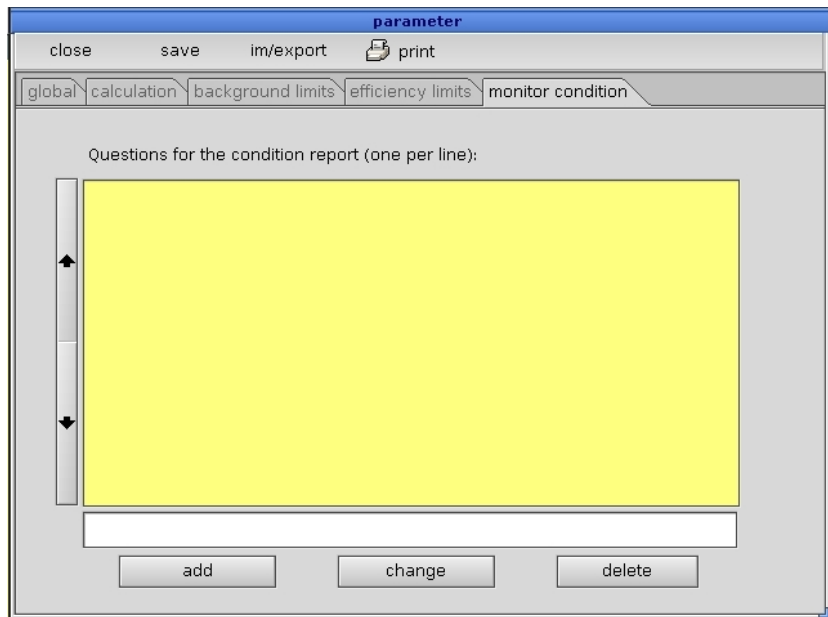 parameter
close save im/export print
global calculation background limits efficiency limits monitor condition
Questions for the condition report (one per line):
add change delete